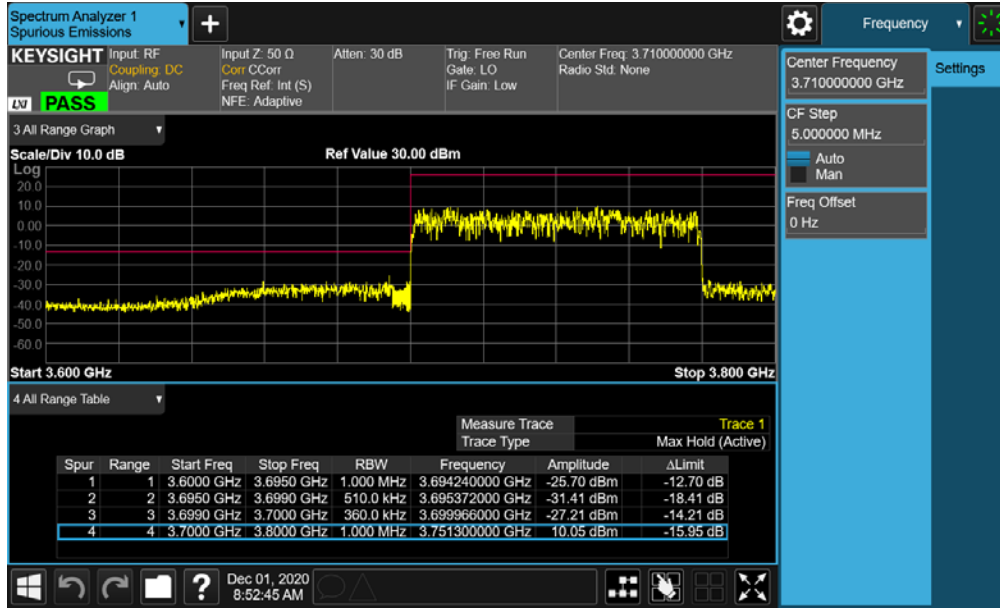 Spectrum Analyzer 1
Spurious Emissions
+
Frequency
KEYSIGHT
Input: RF
Coupling: DC
Align: Auto
Input Z: 50 Ω
Corr CCorr
Freq Ref: Int (S)
NFE: Adaptive
Atten: 30 dB
Trig: Free Run
Gate: LO
IF Gain: Low
Center Freq: 3.710000000 GHz
Radio Std: None
LXI
PASS
Center Frequency
3.710000000 GHz
Settings
CF Step
5.000000 MHz
Auto
Man
Freq Offset
0 Hz
3 All Range Graph
Scale/Div 10.0 dB
Ref Value 30.00 dBm
Log
20.0
10.0
0.00
-10.0
-20.0
-30.0
-40.0
-50.0
-60.0
Start 3.600 GHz
Stop 3.800 GHz
4 All Range Table
Measure Trace Trace 1
Trace Type Max Hold (Active)
Spur Range Start Freq Stop Freq RBW Frequency Amplitude ΔLimit
1 1 3.6000 GHz 3.6950 GHz 1.000 MHz 3.694240000 GHz -25.70 dBm -12.70 dB
2 2 3.6950 GHz 3.6990 GHz 510.0 kHz 3.695372000 GHz -31.41 dBm -18.41 dB
3 3 3.6990 GHz 3.7000 GHz 360.0 kHz 3.699966000 GHz -27.21 dBm -14.21 dB
4 4 3.7000 GHz 3.8000 GHz 1.000 MHz 3.751300000 GHz 10.05 dBm -15.95 dB
?
Dec 01, 2020
8:52:45 AM